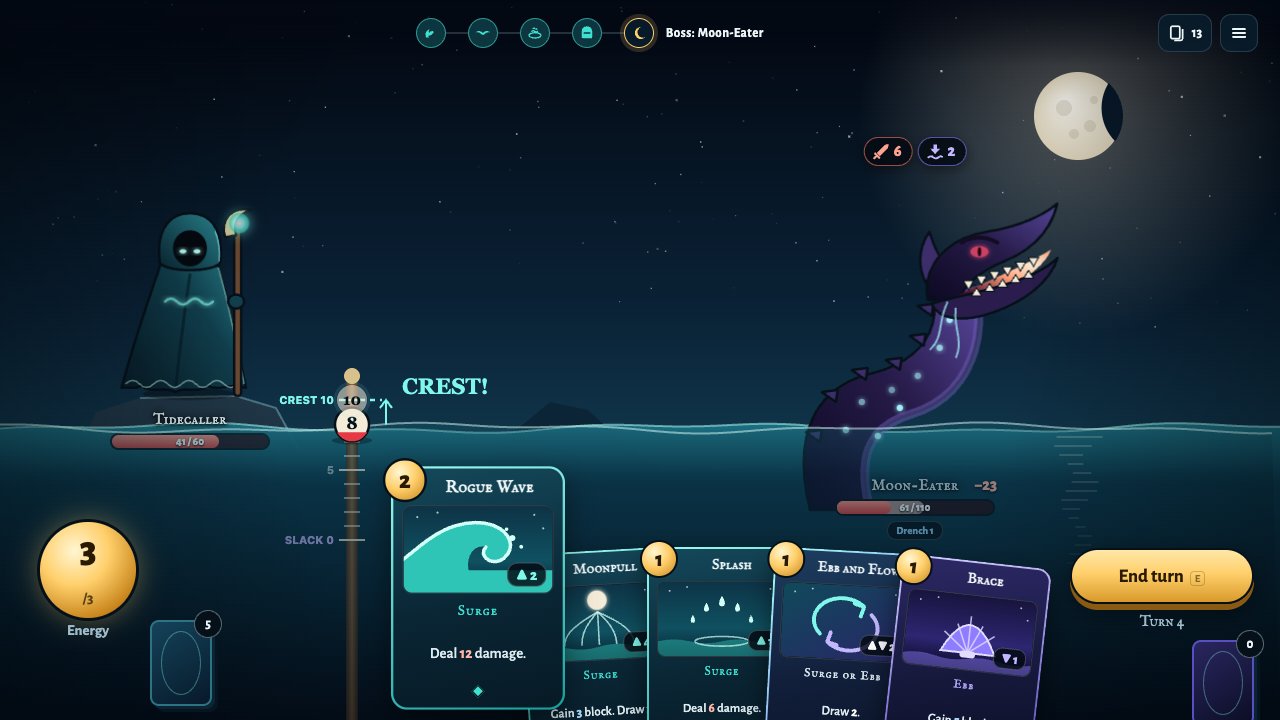 Boss: Moon-Eater
13
6
2
CREST!
CREST 10
10
8
5
SLACK 0
Tidecaller
41/60
Moon-Eater
−23
61/110
Drench 1
3
/3
Energy
5
2
Rogue Wave
2
Surge
Deal 12 damage.
Moonpull
Surge
Gain 3 block. Draw
1
Splash
Surge
Deal 6 damage.
1
Ebb and Flow
Surge or Ebb
Draw 2.
1
Brace
1
Ebb
End turn E
Turn 4
0